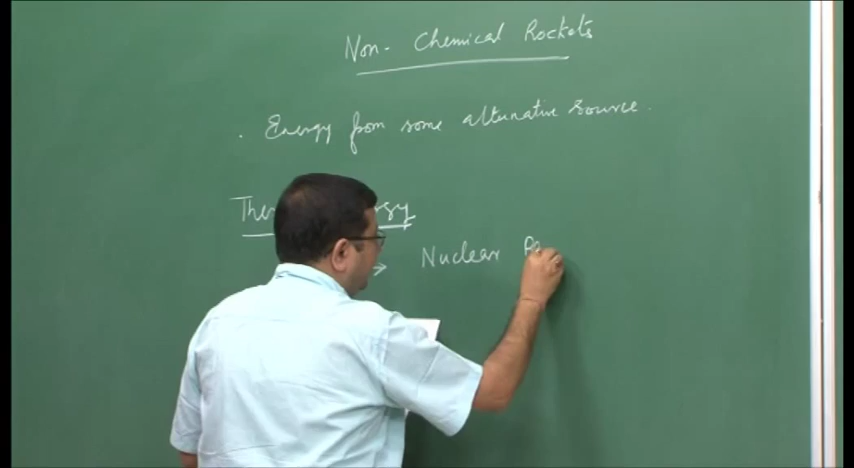 Non-Chemical Rockets
. Energy from some alternative source.
→ Nuclear